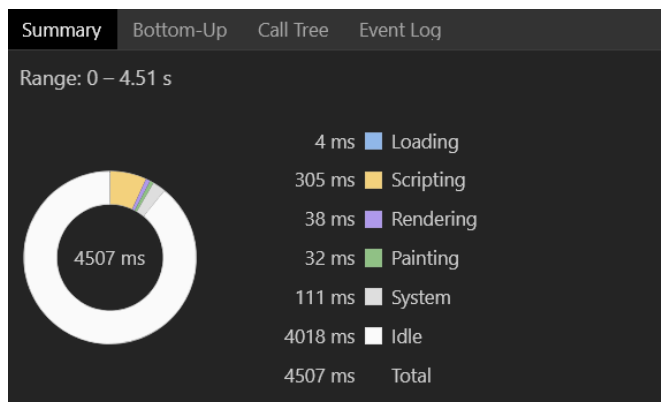 Summary Bottom-Up Call Tree Event Log
Range: 0 – 4.51 s
4 ms Loading
305 ms Scripting
38 ms Rendering
4507 ms
32 ms Painting
111 ms System
4018 ms Idle
4507 ms Total